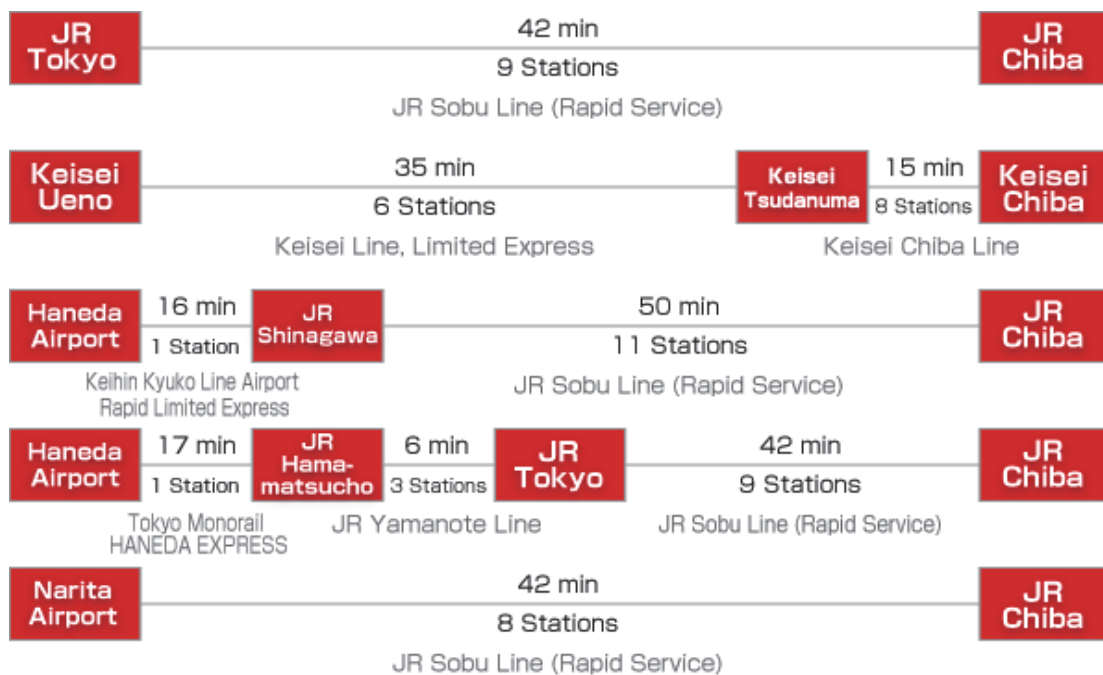 JR
Tokyo
42 min
9 Stations
JR Sobu Line (Rapid Service)
JR
Chiba
Keisei
Ueno
35 min
6 Stations
Keisei Line, Limited Express
Keisei
Tsudanuma
15 min
8 Stations
Keisei Chiba Line
Keisei
Chiba
Haneda
Airport
16 min
1 Station
Keihin Kyuko Line Airport
Rapid Limited Express
JR
Shinagawa
50 min
11 Stations
JR Sobu Line (Rapid Service)
JR
Chiba
Haneda
Airport
17 min
1 Station
Tokyo Monorail
HANEDA EXPRESS
JR
Hama-
matsucho
6 min
3 Stations
JR Yamanote Line
JR
Tokyo
42 min
9 Stations
JR Sobu Line (Rapid Service)
JR
Chiba
Narita
Airport
42 min
8 Stations
JR Sobu Line (Rapid Service)
JR
Chiba